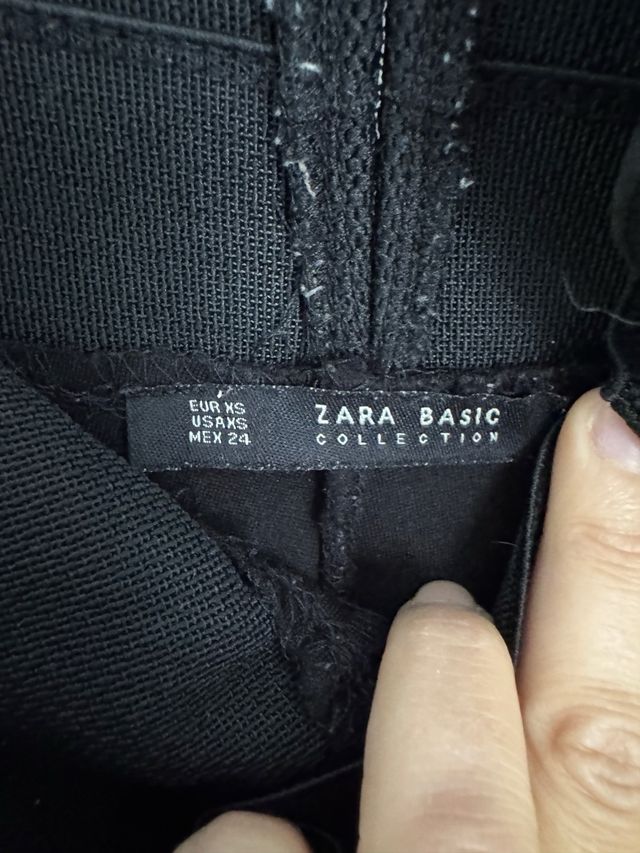 EUR XS
USA XS
MEX 24
ZARA BASIC
COLLECTION